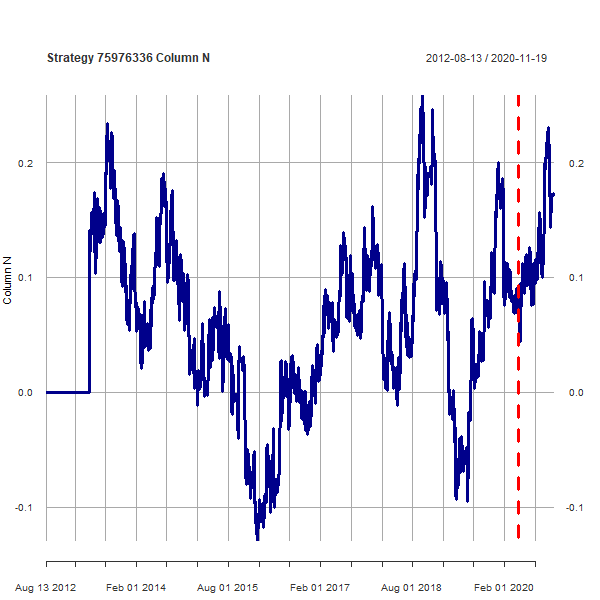 Strategy 75976336 Column N
2012-08-13 / 2020-11-19
Column N
0.2
0.1
0.0
-0.1
0.2
0.1
0.0
-0.1
Aug 13 2012
Feb 01 2014
Aug 01 2015
Feb 01 2017
Aug 01 2018
Feb 01 2020